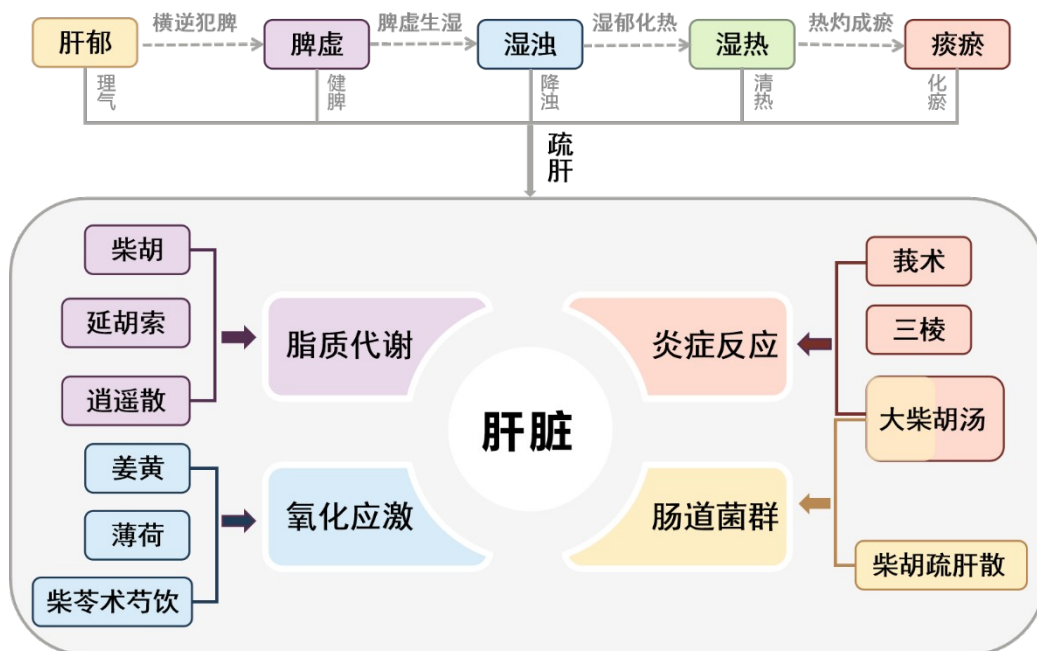 肝郁
横逆犯脾
脾虚
脾虚生湿
湿浊
湿郁化热
湿热
热灼成瘀
痰瘀
理气
健脾
降浊
清热
化瘀
疏肝
柴胡
延胡索
逍遥散
脂质代谢
姜黄
薄荷
柴苓术芍饮
氧化应激
肝脏
炎症反应
莪术
三棱
大柴胡汤
肠道菌群
柴胡疏肝散